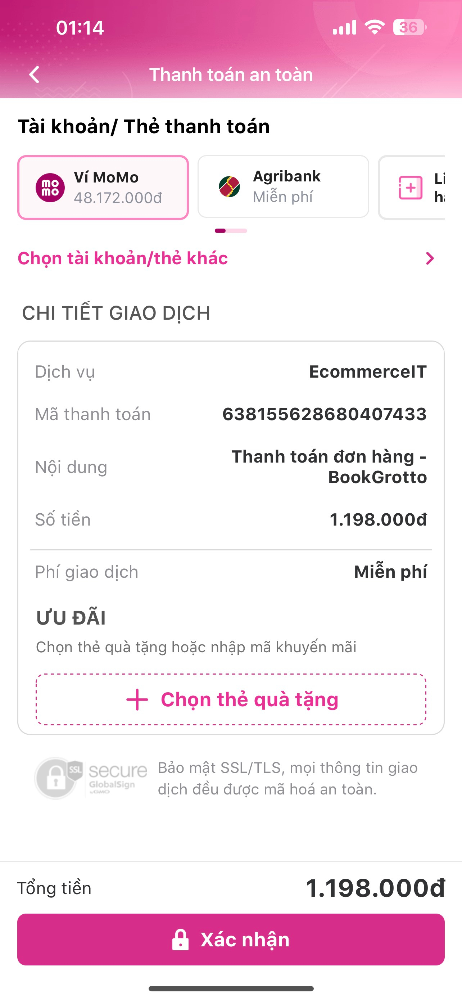 01:14
36
Thanh toán an toàn
Tài khoản/ Thẻ thanh toán
mo
mo
Ví MoMo
48.172.000đ
Agribank
Miễn phí
Chọn tài khoản/thẻ khác
CHI TIẾT GIAO DỊCH
Dịch vụ
EcommerceIT
Mã thanh toán
638155628680407433
Nội dung
Thanh toán đơn hàng -
BookGrotto
Số tiền
1.198.000đ
Phí giao dịch
Miễn phí
ƯU ĐÃI
Chọn thẻ quà tặng hoặc nhập mã khuyến mãi
+ Chọn thẻ quà tặng
SSL
secure
GlobalSign
by GMO
Bảo mật SSL/TLS, mọi thông tin giao
dịch đều được mã hoá an toàn.
Tổng tiền
1.198.000đ
Xác nhận